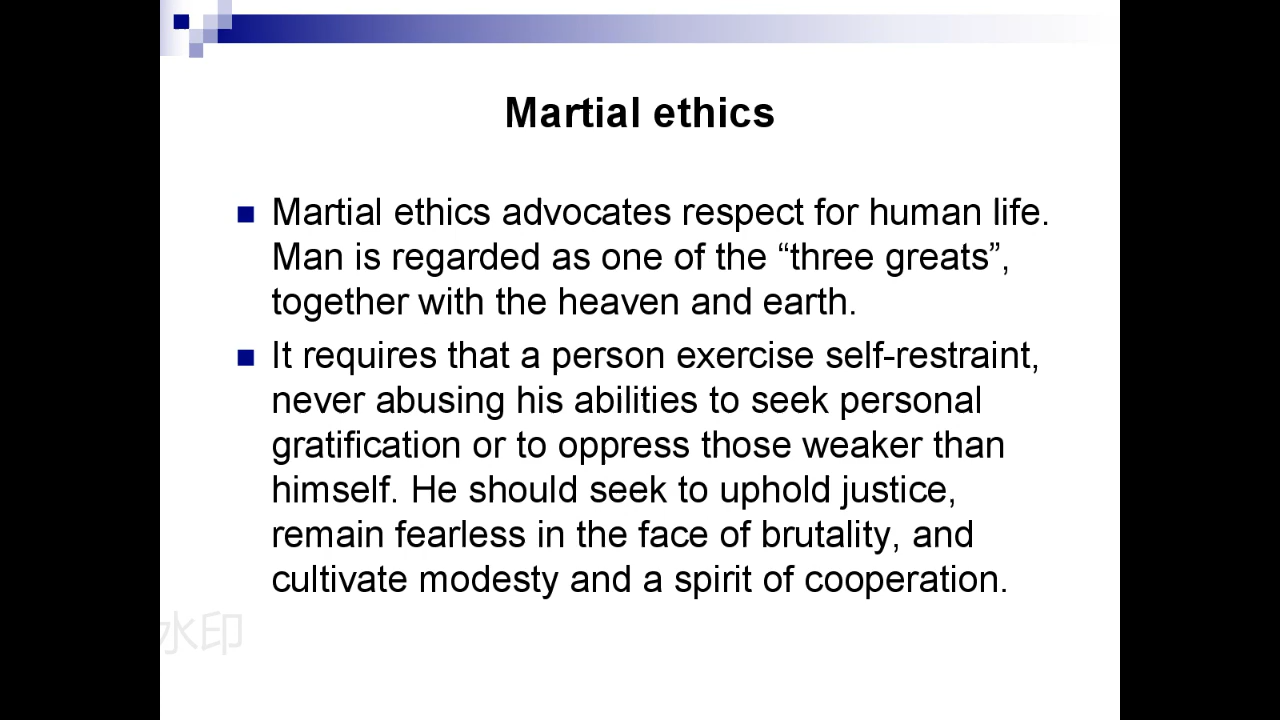 Martial ethics
Martial ethics advocates respect for human life.
Man is regarded as one of the “three greats”,
together with the heaven and earth.
It requires that a person exercise self-restraint,
never abusing his abilities to seek personal
gratification or to oppress those weaker than
himself. He should seek to uphold justice,
remain fearless in the face of brutality, and
cultivate modesty and a spirit of cooperation.
水印